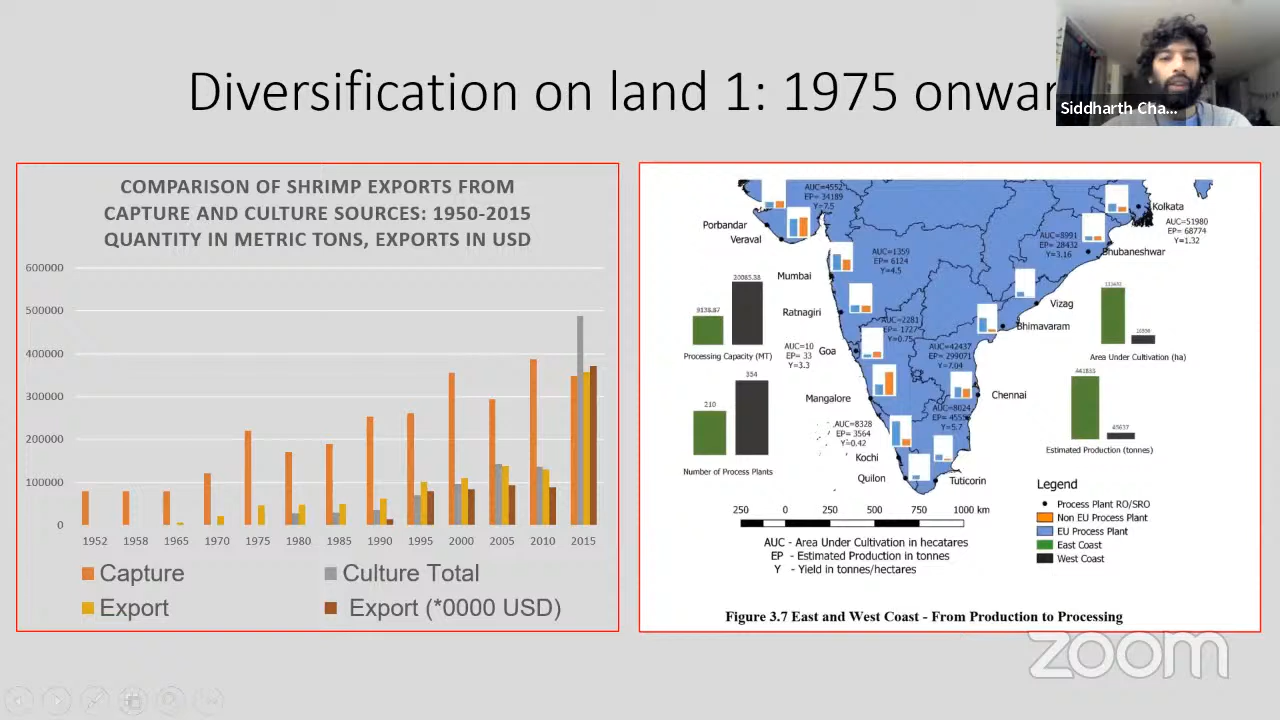 Diversification on land 1: 1975 onwar
Siddharth Cha...
COMPARISON OF SHRIMP EXPORTS FROM
CAPTURE AND CULTURE SOURCES: 1950-2015
QUANTITY IN METRIC TONS, EXPORTS IN USD
600000
500000
400000
300000
200000
100000
0
1952 1958 1965 1970 1975 1980 1985 1990 1995 2000 2005 2010 2015
Capture
Culture Total
Export
Export (*0000 USD)
AUC=4552
EP= 34189
Y=7.5
Porbandar
Veraval
Kolkata
AUC=51980
EP= 68774
Y=1.32
AUC=8991
EP= 28432
Y=3.16
Bhubaneshwar
AUC=1359
EP= 6124
Y=4.5
Mumbai
20085.38
9138.87
Processing Capacity (MT)
Ratnagiri
Vizag
Bhimavaram
Area Under Cultivation (ha)
AUC=2281
EP= 1727
Y=0.75
AUC=10
EP= 33
Y=3.3
Goa
AUC=42437
EP= 299071
Y=7.04
354
210
Number of Process Plants
Mangalore
Chennai
AUC=8024
Y=5.7
AUC=8328
EP= 3564
Y=0.42
Estimated Production (tonnes)
Kochi
Quilon
Tuticorin
250 0 250 500 750 1000 km
Legend
Process Plant RO/SRO
Non EU Process Plant
EU Process Plant
East Coast
West Coast
AUC - Area Under Cultivation in hecatares
EP - Estimated Production in tonnes
Y - Yield in tonnes/hectares
Figure 3.7 East and West Coast - From Production to Processing
zoom